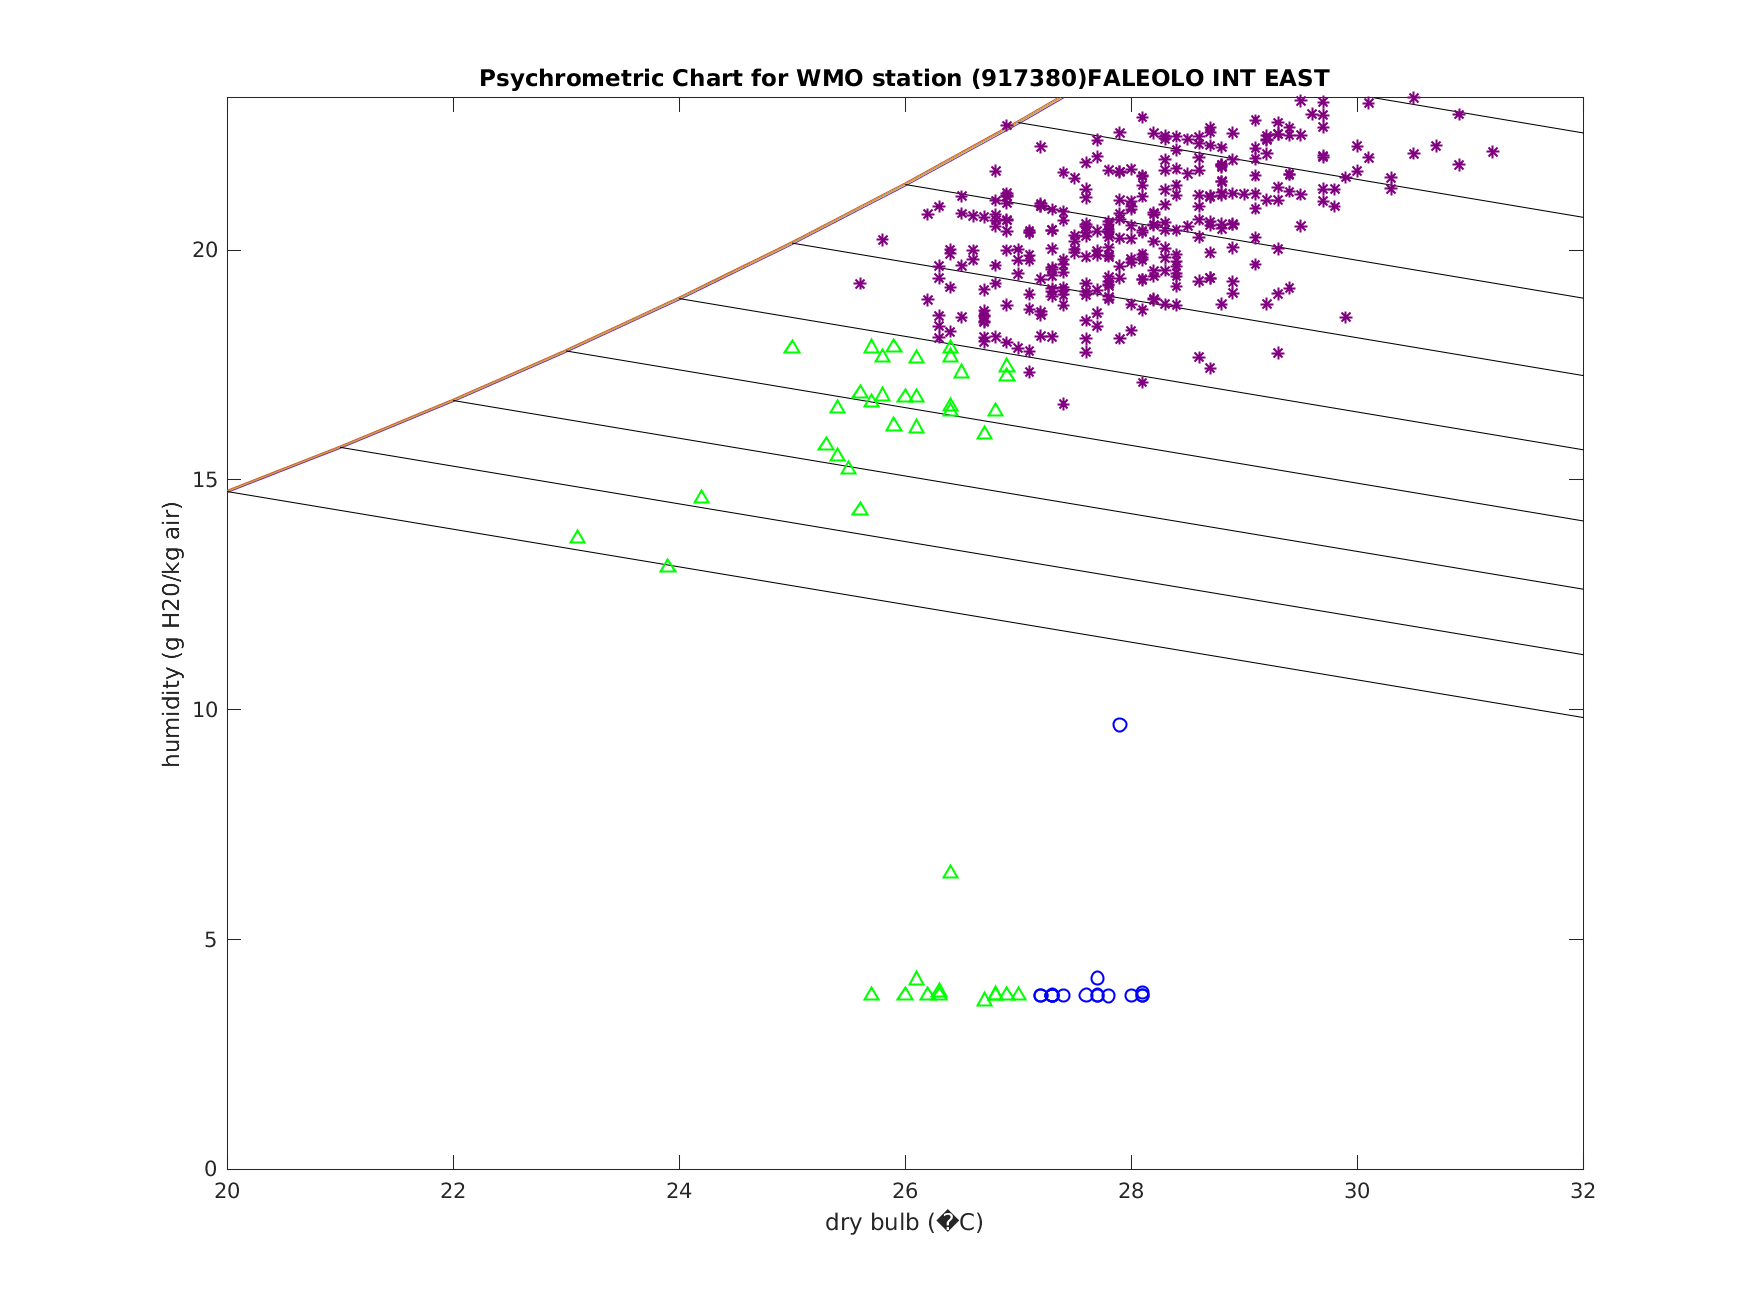 Psychrometric Chart for WMO station (917380)FALEOLO INT EAST
humidity (g H20/kg air)
20
15
10
5
0
20 22 24 26 28 30 32
dry bulb (�C)